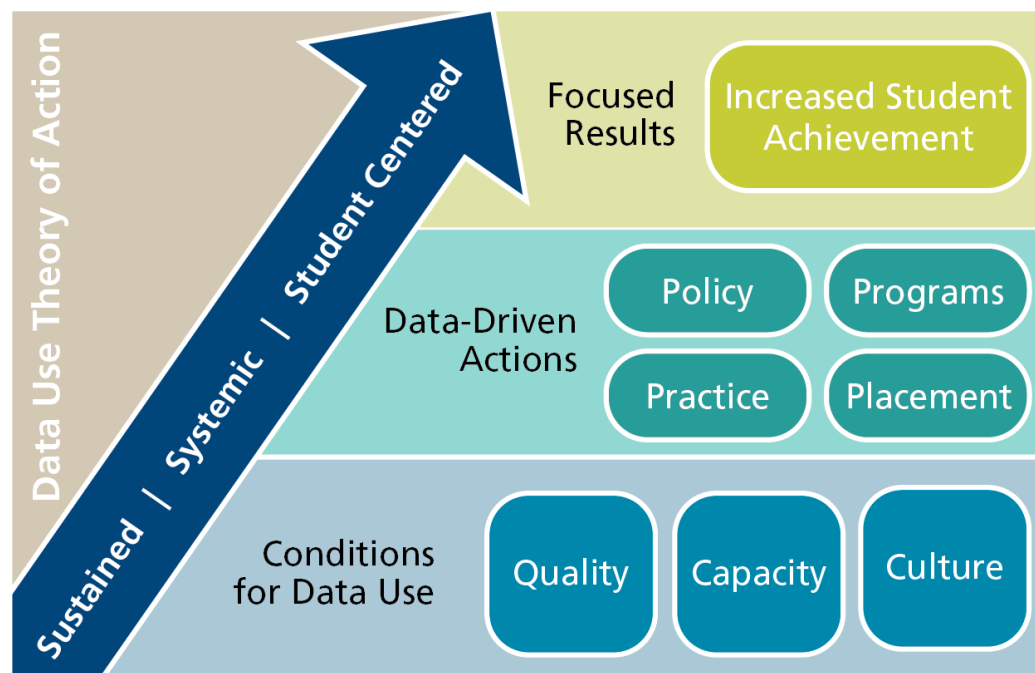 Data Use Theory of Action
Sustained | Systemic | Student Centered
Focused
Results
Increased Student
Achievement
Data-Driven
Actions
Policy
Programs
Practice
Placement
Conditions
for Data Use
Quality
Capacity
Culture